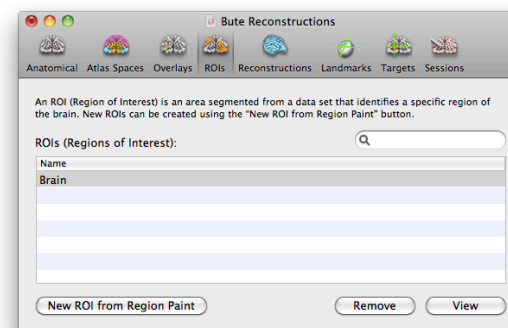 Bute Reconstructions
Anatomical Atlas Spaces Overlays ROIs Reconstructions Landmarks Targets Sessions
An ROI (Region of Interest) is an area segmented from a data set that identifies a specific region of
the brain. New ROIs can be created using the "New ROI from Region Paint" button.
ROIs (Regions of Interest):
Name
Brain
New ROI from Region Paint Remove View